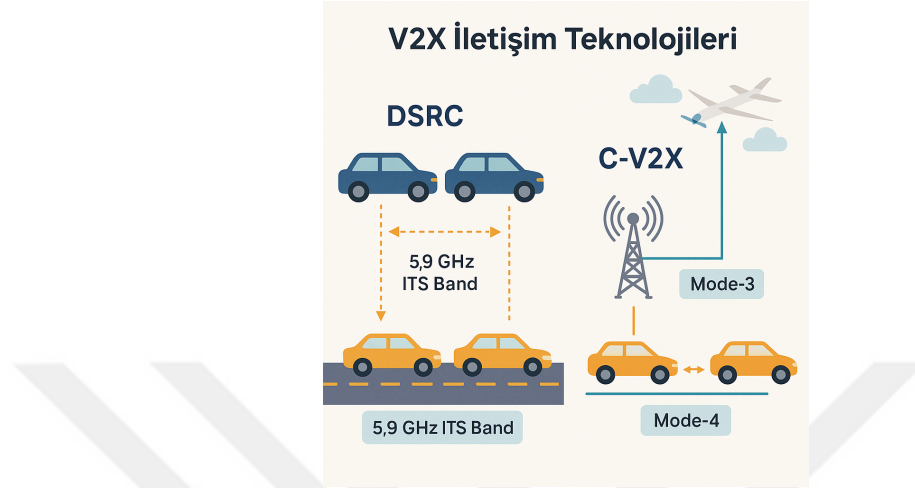 V2X İletişim Teknolojileri
DSRC
5,9 GHz
ITS Band
5,9 GHz ITS Band
C-V2X
Mode-3
Mode-4